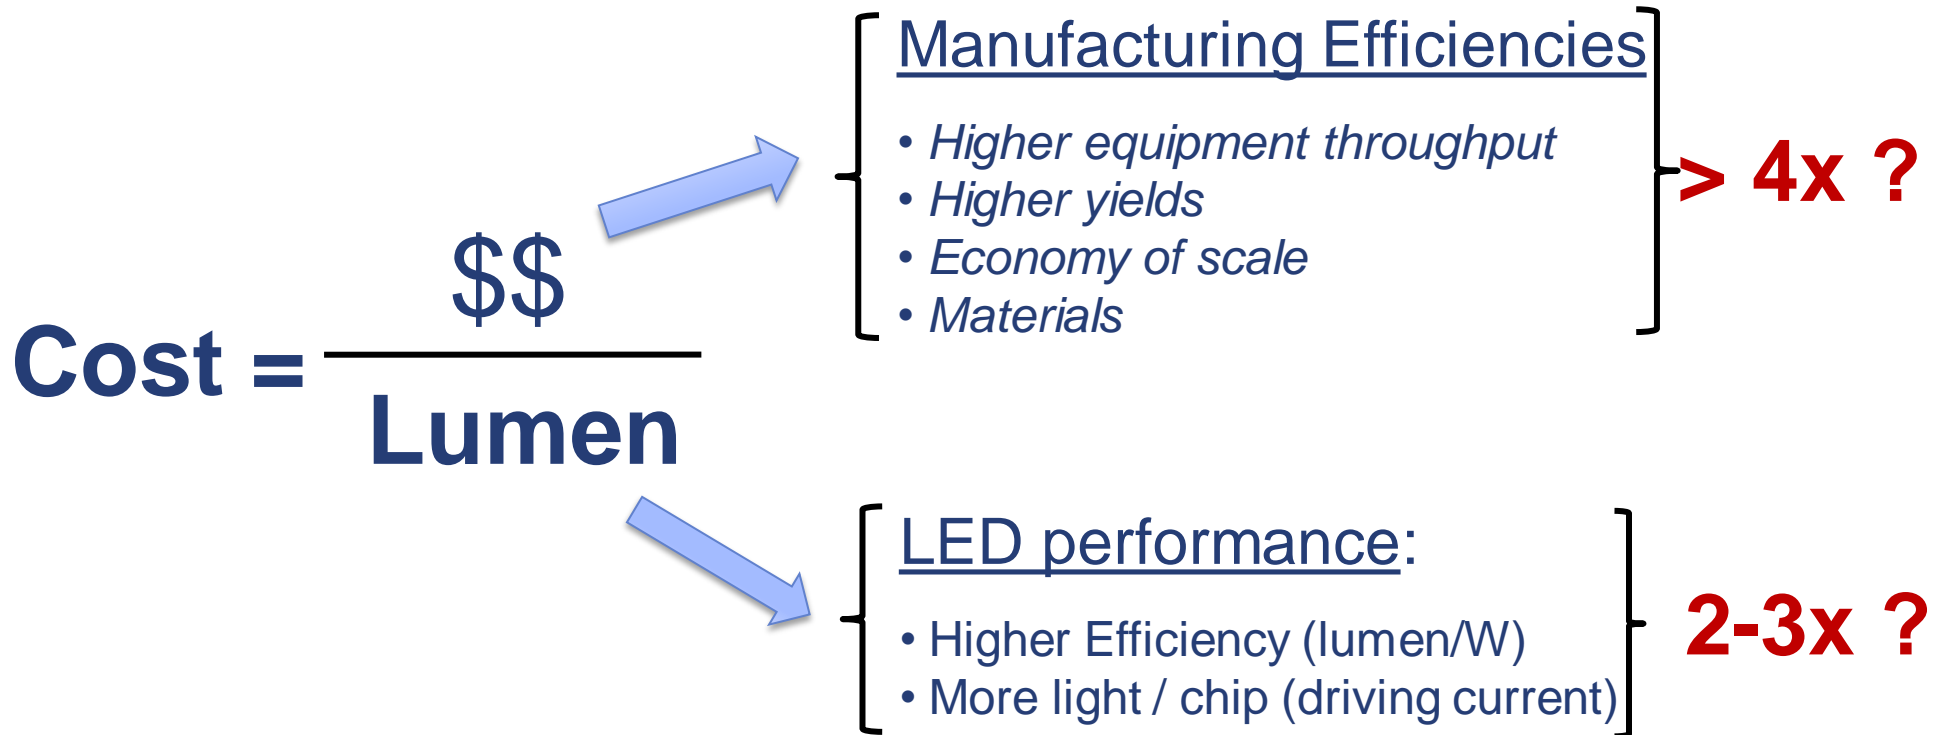 Cost =
$$
Lumen
Manufacturing Efficiencies
• Higher equipment throughput
• Higher yields
• Economy of scale
• Materials
> 4x ?
LED performance:
• Higher Efficiency (lumen/W)
• More light / chip (driving current)
2-3x ?